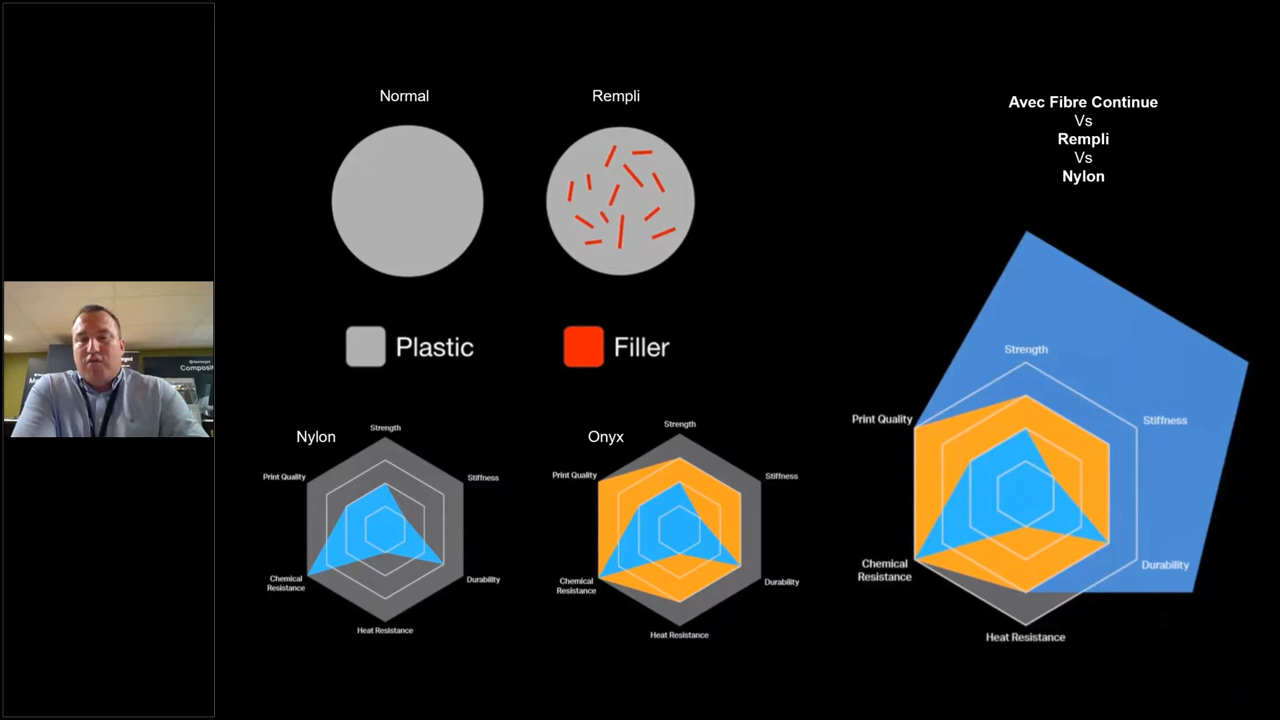 Normal
Rempli
Plastic
Filler
Avec Fibre Continue
Vs
Rempli
Vs
Nylon
Nylon
Strength
Stiffness
Durability
Heat Resistance
Chemical
Resistance
Print Quality
Onyx
Strength
Stiffness
Durability
Heat Resistance
Chemical
Resistance
Print Quality
Strength
Stiffness
Durability
Heat Resistance
Chemical
Resistance
Print Quality